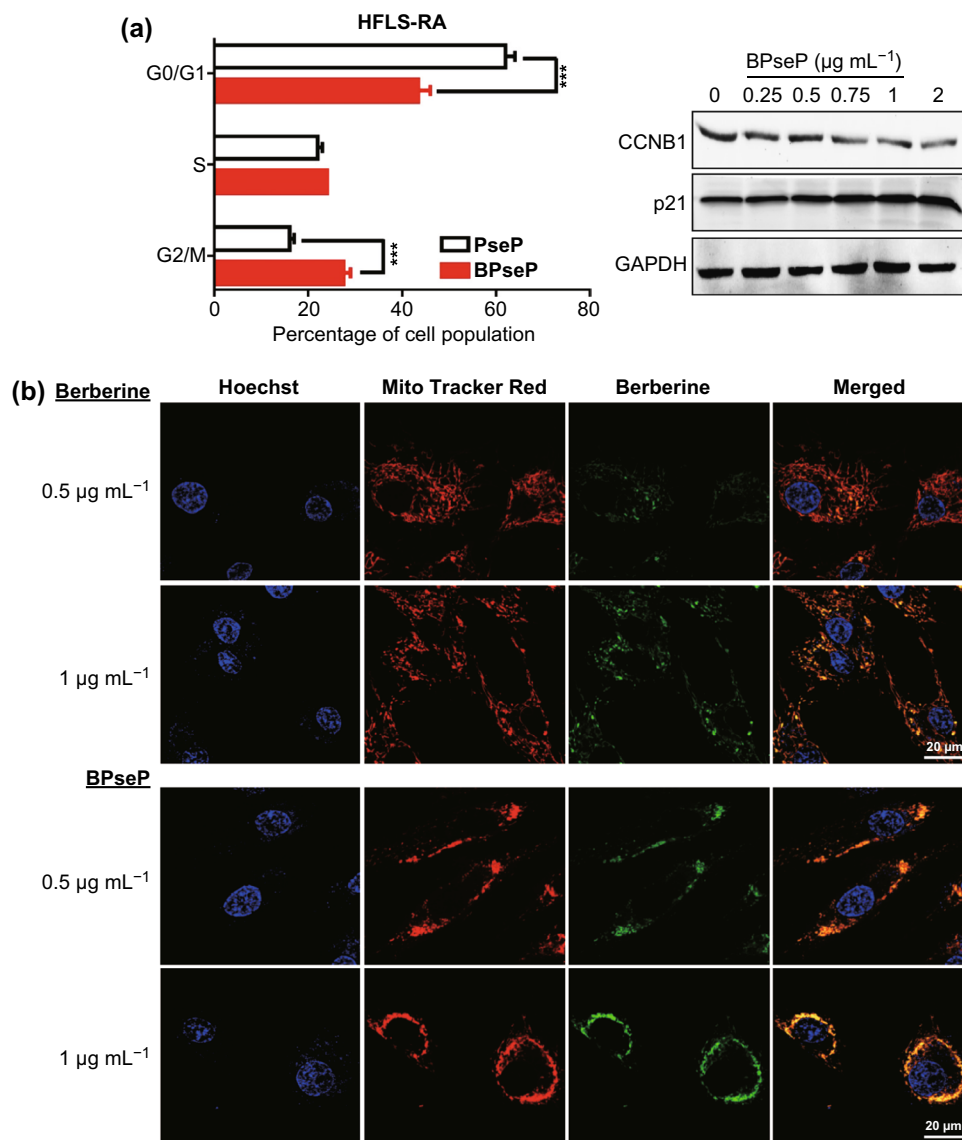 (a)
HFLS-RA
G0/G1
***
S
G2/M
***
PseP
BPseP
0 20 40 60 80
Percentage of cell population
BPseP (µg mL⁻¹)
0 0.25 0.5 0.75 1 2
CCNB1
p21
GAPDH
(b)
Berberine
Hoechst Mito Tracker Red Berberine Merged
0.5 µg mL⁻¹
1 µg mL⁻¹
20 µm
BPseP
0.5 µg mL⁻¹
1 µg mL⁻¹
20 µm